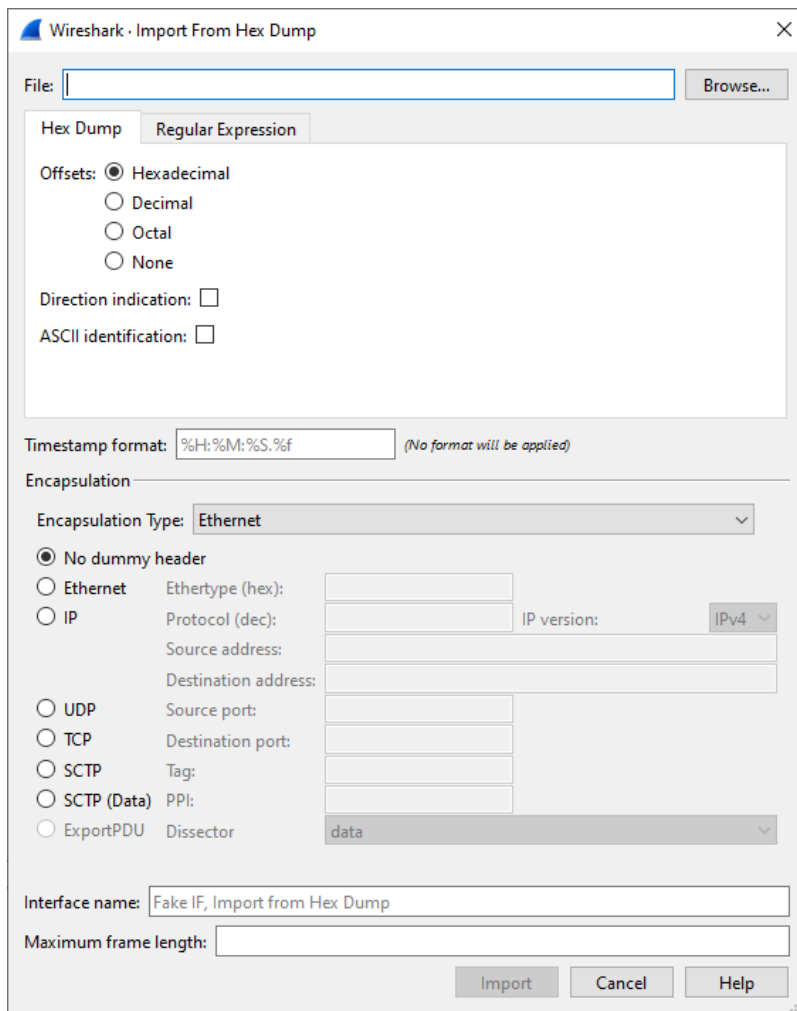 Wireshark · Import From Hex Dump
File: Browse...
Hex Dump Regular Expression
Offsets: Hexadecimal
Decimal
Octal
None
Direction indication:
ASCII identification:
Timestamp format: %H:%M:%S.%f (No format will be applied)
Encapsulation
Encapsulation Type: Ethernet
No dummy header
Ethernet Ethertype (hex):
IP Protocol (dec): IP version: IPv4
Source address:
Destination address:
UDP Source port:
TCP Destination port:
SCTP Tag:
SCTP (Data) PPI:
ExportPDU Dissector data
Interface name: Fake IF, Import from Hex Dump
Maximum frame length:
Import Cancel Help